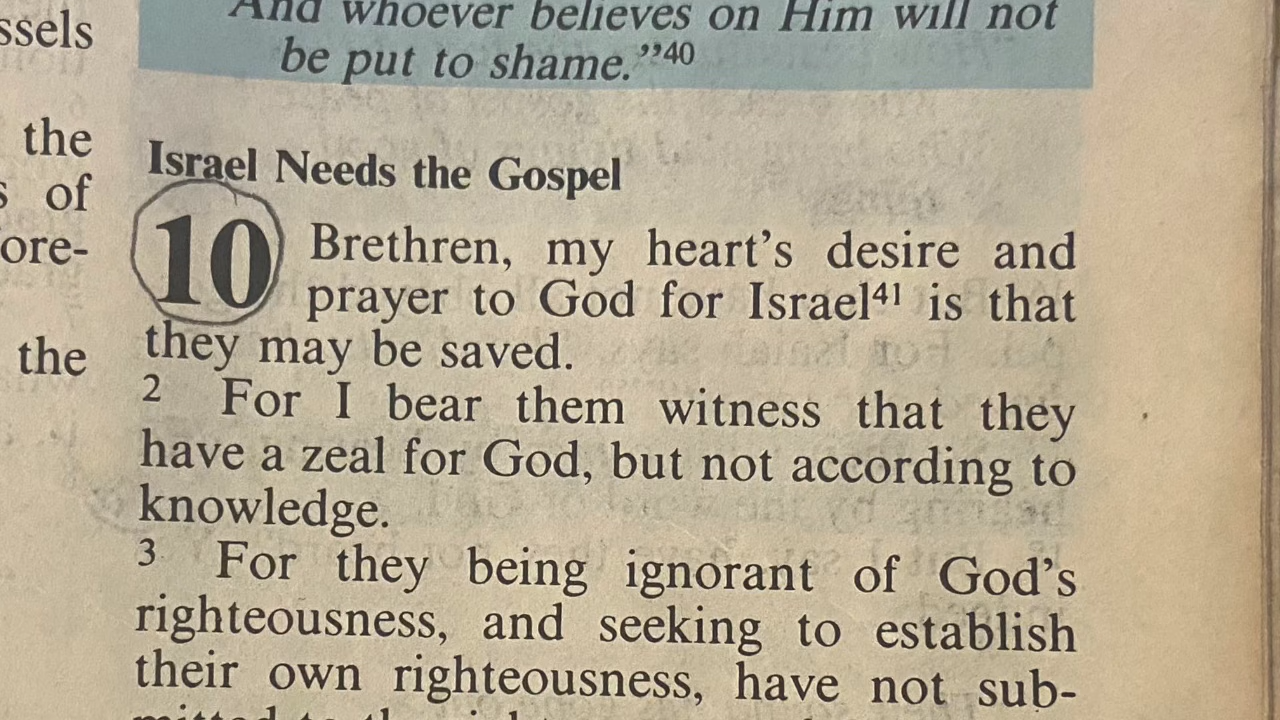 And whoever believes on Him will not
be put to shame.”40
Israel Needs the Gospel
10 Brethren, my heart’s desire and
prayer to God for Israel41 is that
they may be saved.
2 For I bear them witness that they
have a zeal for God, but not according to
knowledge.
3 For they being ignorant of God’s
righteousness, and seeking to establish
their own righteousness, have not sub-
ssels
the
of
ore-
the